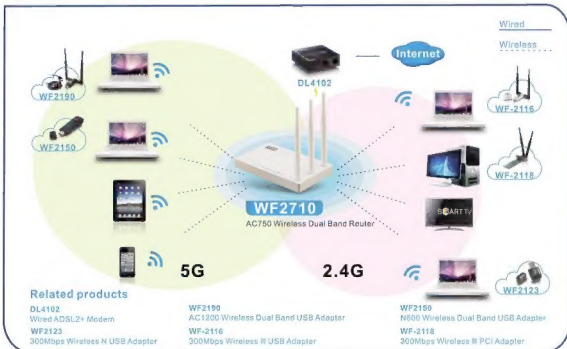 Wired
Wireless
Internet
DL4102
WF2190
WF-2116
WF2150
WF-2118
WF2710
AC750 Wireless Dual Band Router
SMART TV
5G
2.4G
WF2123
Related products
DL4102
Wired ADSL2+ Modem
WF2123
300Mbps Wireless N USB Adapter
WF2190
AC1200 Wireless Dual Band USB Adapter
WF-2116
300Mbps Wireless N USB Adapter
WF2150
N600 Wireless Dual Band USB Adapter
WF-2118
300Mbps Wireless N PCI Adapter